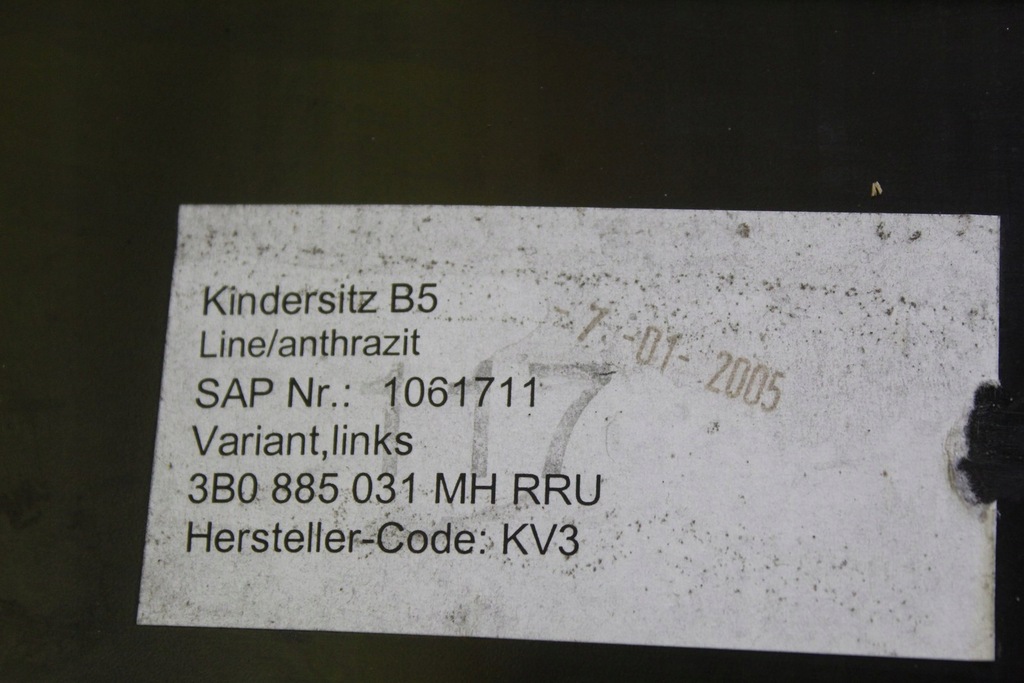 Kindersitz B5
Line/anthrazit
SAP Nr.: 1061711
Variant,links
3B0 885 031 MH RRU
Hersteller-Code: KV3
-7-01-2005
117